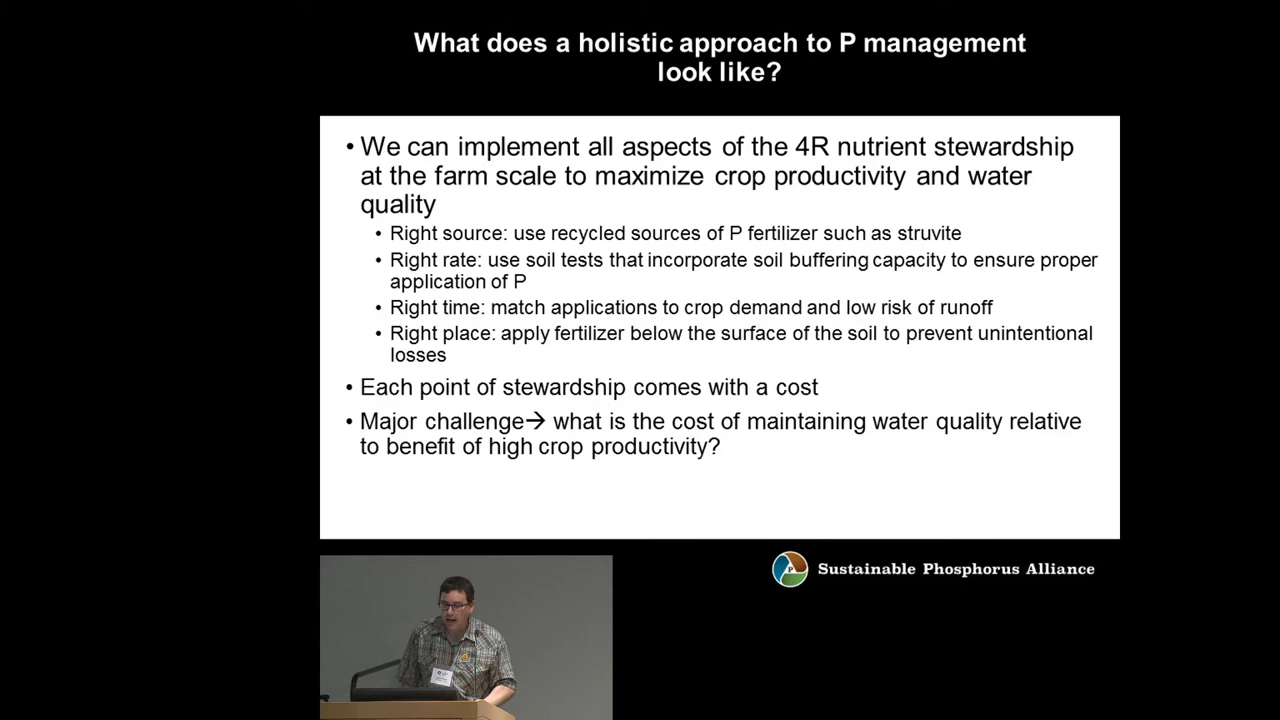 What does a holistic approach to P management
look like?
• We can implement all aspects of the 4R nutrient stewardship
at the farm scale to maximize crop productivity and water
quality
• Right source: use recycled sources of P fertilizer such as struvite
• Right rate: use soil tests that incorporate soil buffering capacity to ensure proper
application of P
• Right time: match applications to crop demand and low risk of runoff
• Right place: apply fertilizer below the surface of the soil to prevent unintentional
losses
• Each point of stewardship comes with a cost
• Major challenge→ what is the cost of maintaining water quality relative
to benefit of high crop productivity?
P
Sustainable Phosphorus Alliance